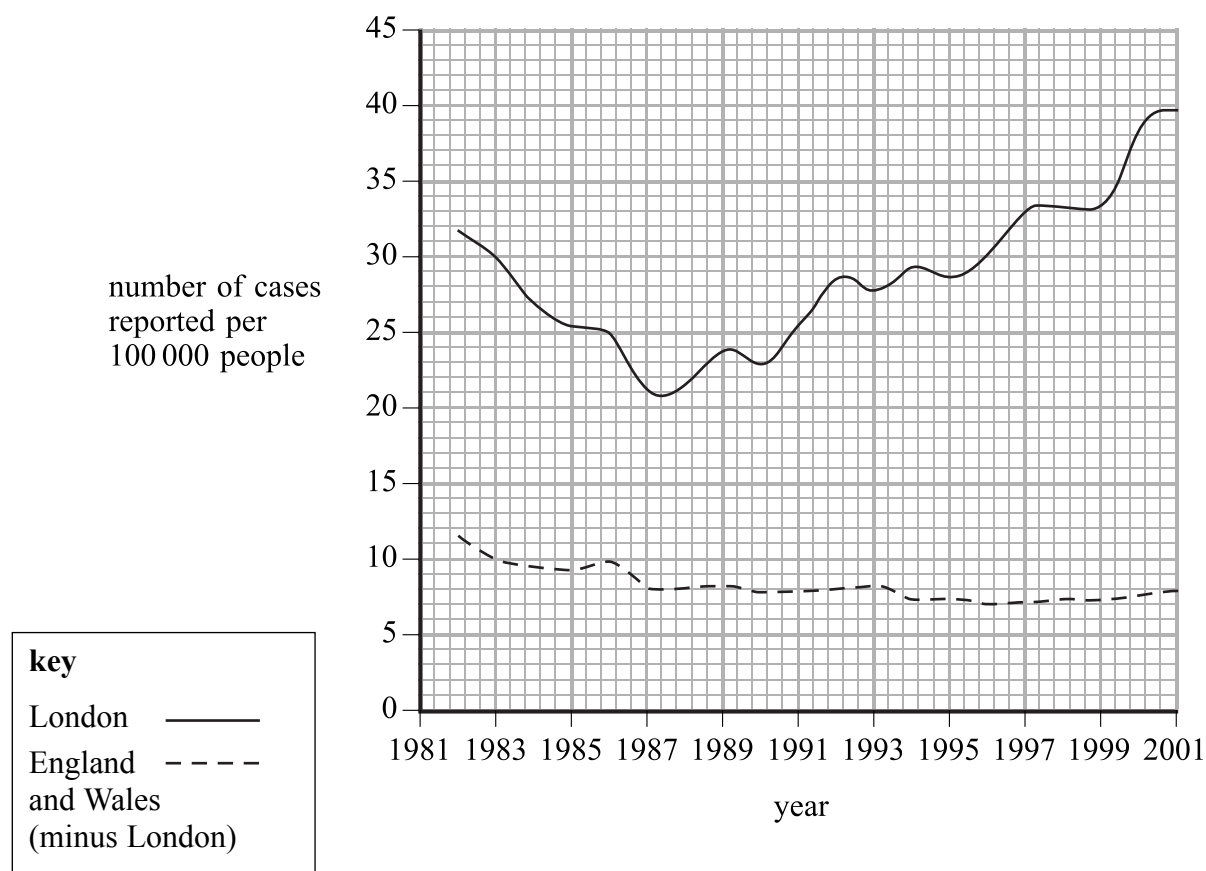 45
40
35
30
25
20
15
10
5
0
number of cases
reported per
100 000 people
1981 1983 1985 1987 1989 1991 1993 1995 1997 1999 2001
year
key
London
England
and Wales
(minus London)